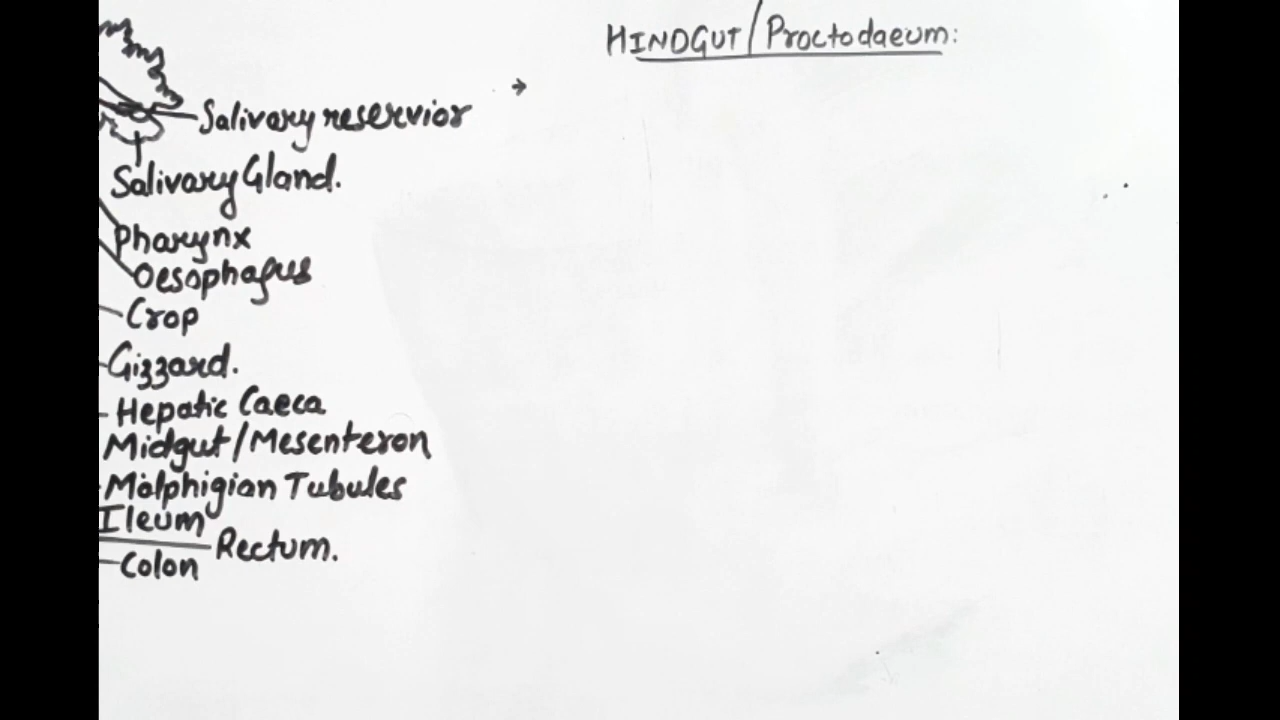 HINDGUT/Proctodaeum:
→
Salivary reservior
Salivary Gland.
Pharynx
Oesophagus
Crop
Gizzard.
Hepatic Caeca
Midgut/Mesenteron
Malphigian Tubules
Ileum
Rectum.
Colon